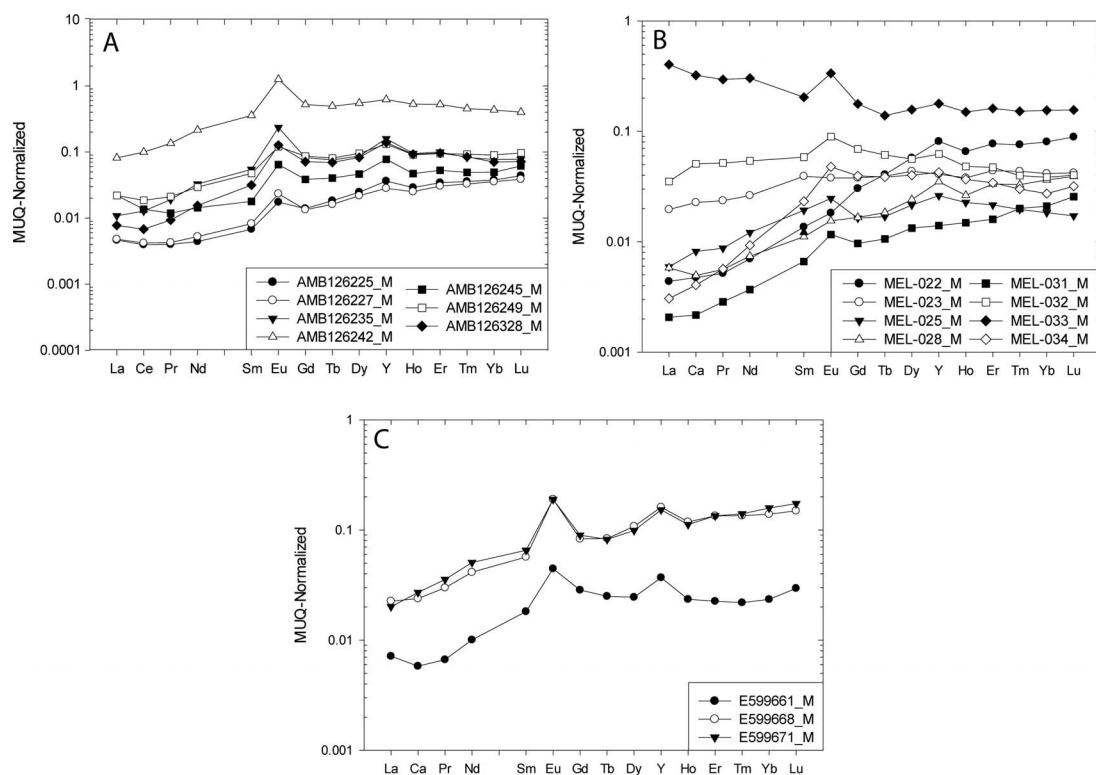 A
10
1
0.1
0.01
0.001
0.0001
MUQ-Normalized
AMB126225_M
AMB126227_M
AMB126235_M
AMB126242_M
AMB126245_M
AMB126249_M
AMB126328_M
La Ce Pr Nd Sm Eu Gd Tb Dy Y Ho Er Tm Yb Lu
B
1
0.1
0.01
0.001
MUQ-Normalized
MEL-022_M
MEL-023_M
MEL-025_M
MEL-028_M
MEL-031_M
MEL-032_M
MEL-033_M
MEL-034_M
La Ca Pr Nd Sm Eu Gd Tb Dy Y Ho Er Tm Yb Lu
C
1
0.1
0.01
0.001
MUQ-Normalized
E599661_M
E599668_M
E599671_M
La Ca Pr Nd Sm Eu Gd Tb Dy Y Ho Er Tm Yb Lu